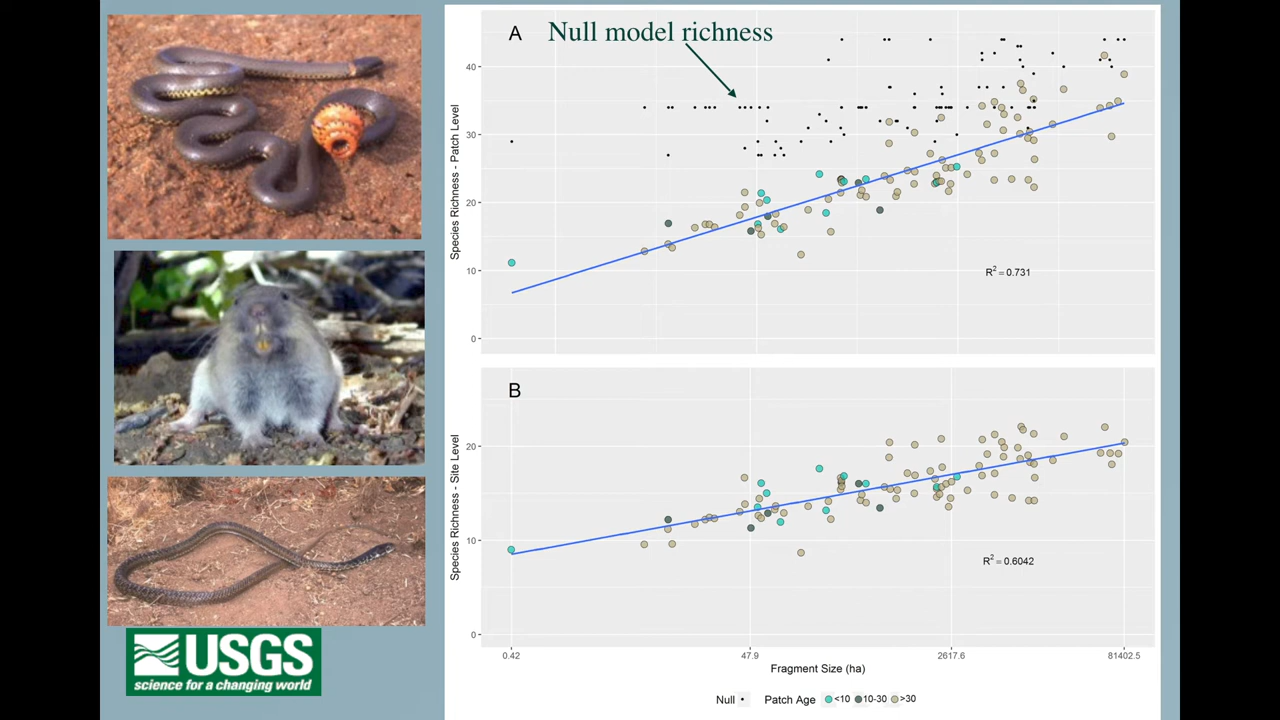 A
Null model richness
Species Richness - Patch Level
40
30
20
10
0
R² = 0.731
B
Species Richness - Site Level
20
10
0
R² = 0.6042
0.42
47.9
2617.6
81402.5
Fragment Size (ha)
Null
Patch Age
<10
10-30
>30
USGS
science for a changing world